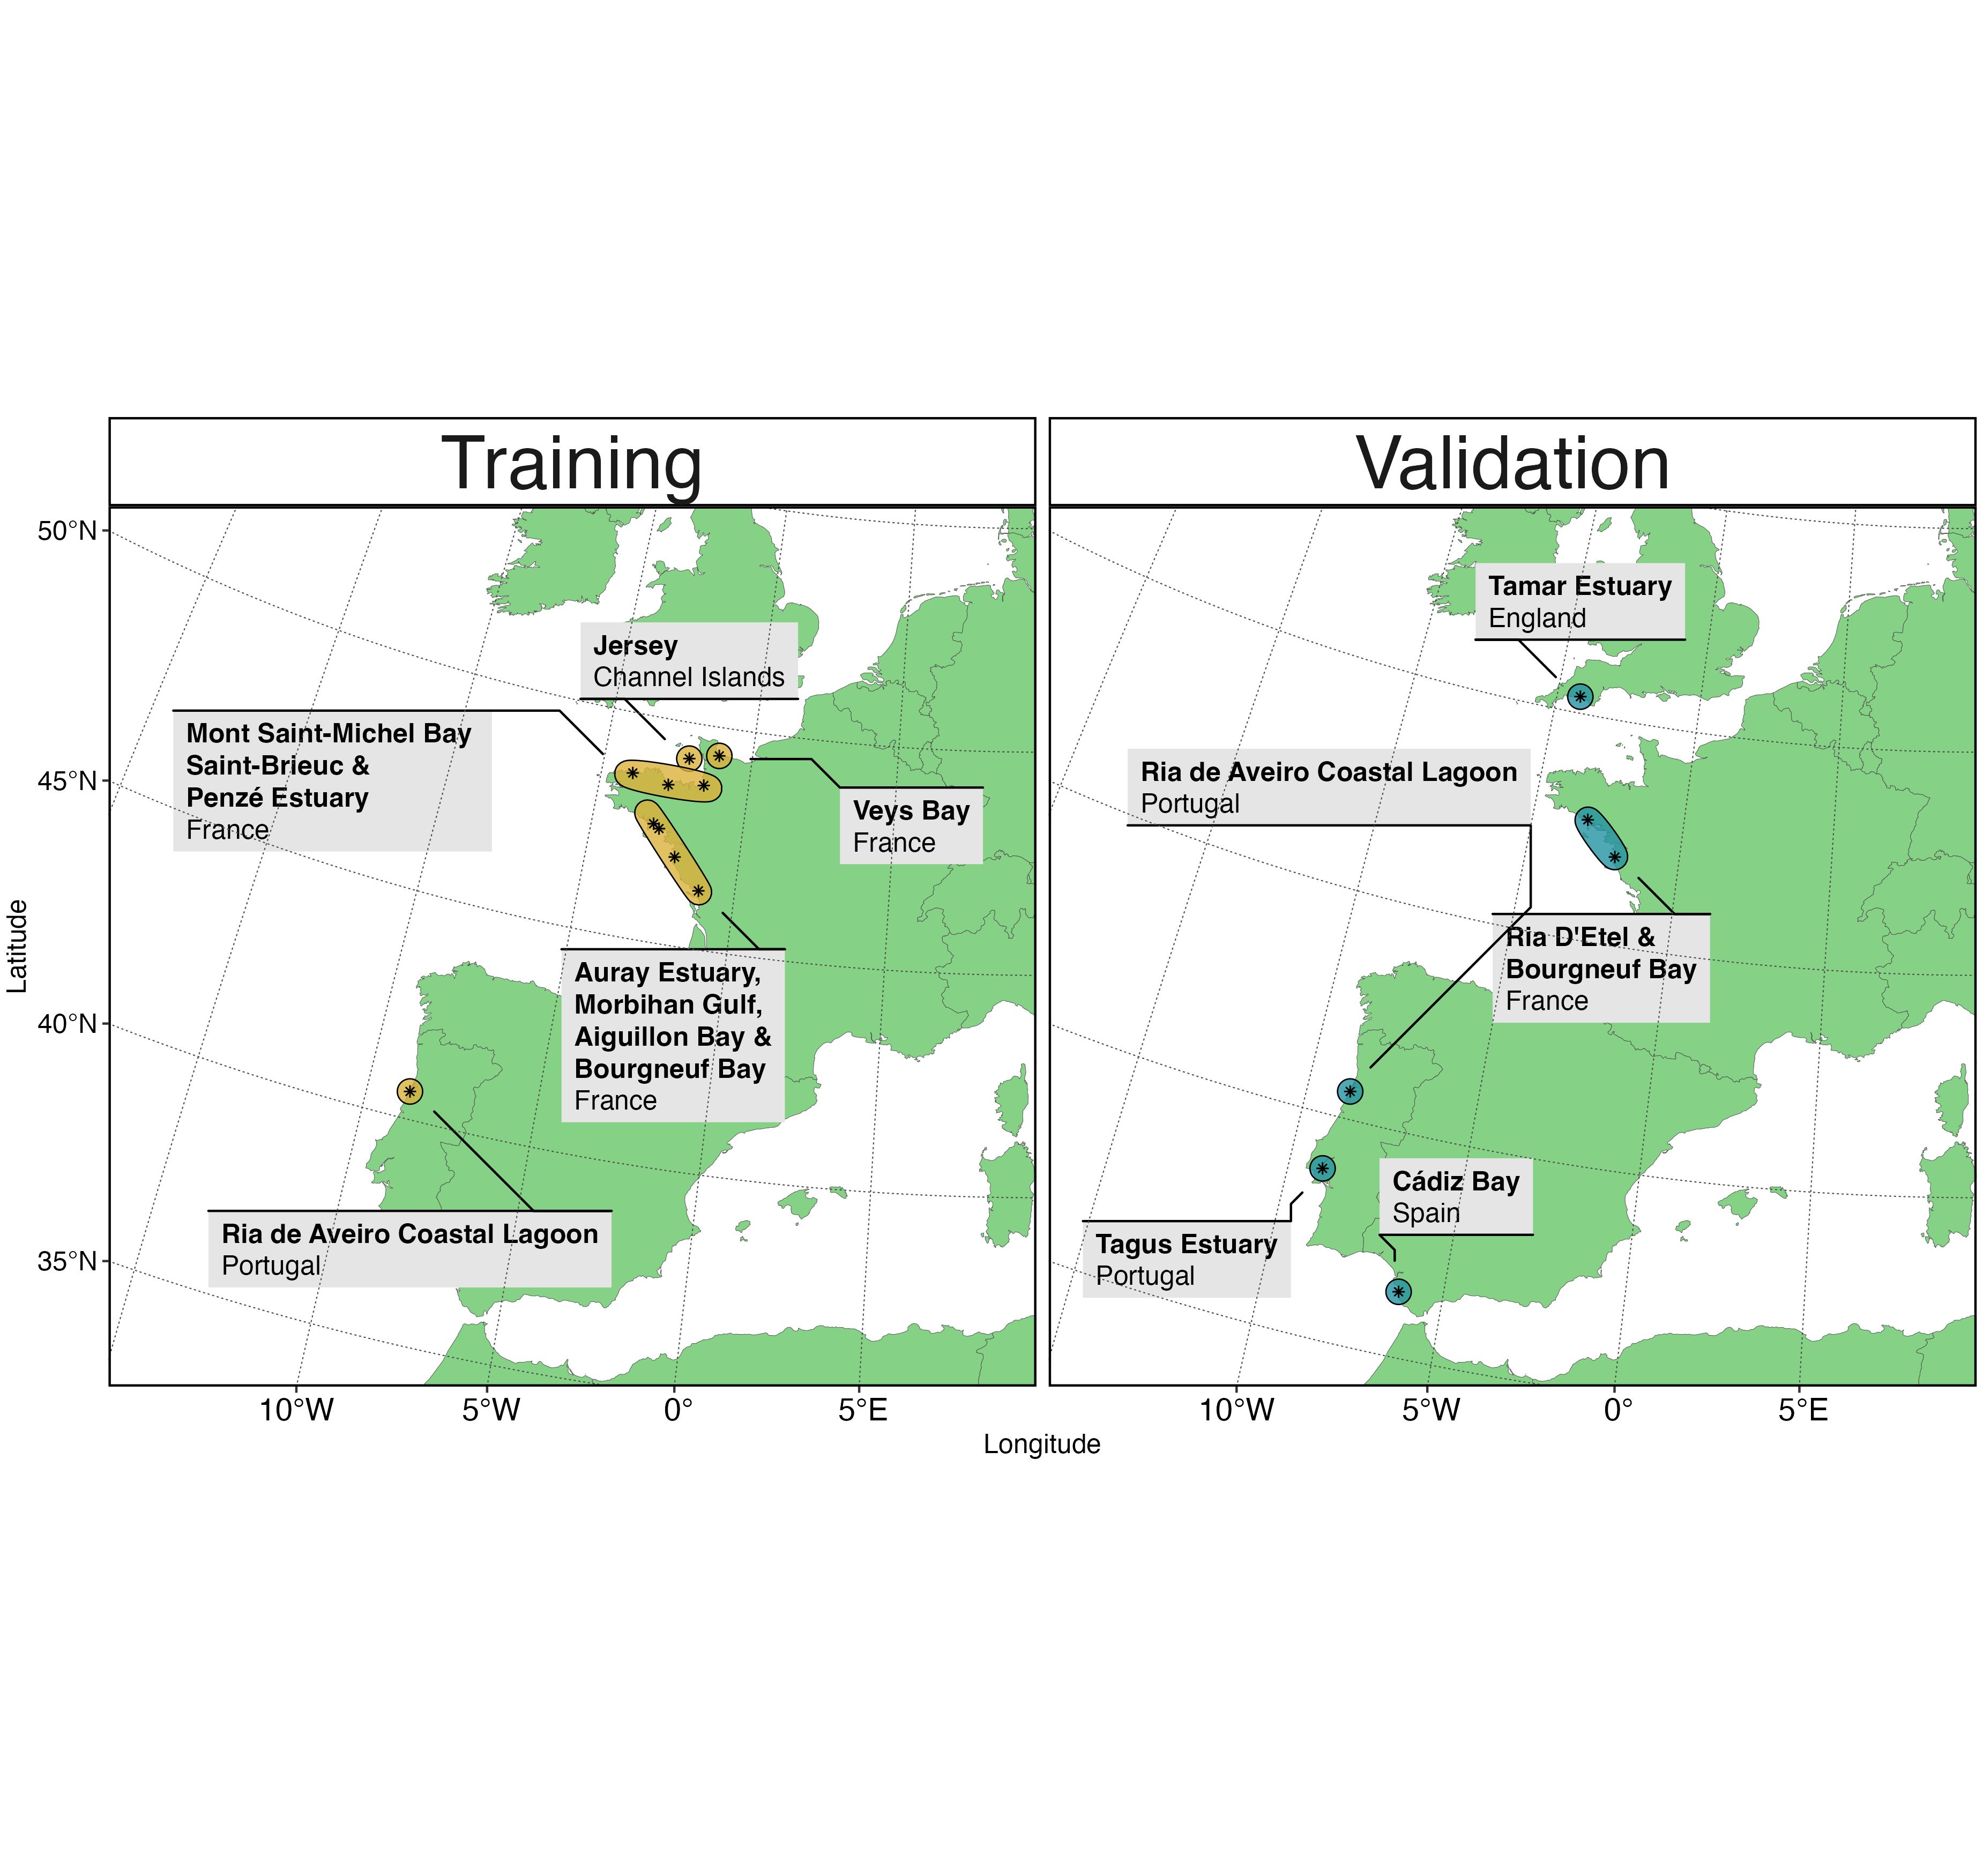 Training
Validation
50°N
45°N
40°N
35°N
Latitude
Jersey
Channel Islands
Mont Saint-Michel Bay
Saint-Brieuc &
Penzé Estuary
France
Veys Bay
France
Auray Estuary,
Morbihan Gulf,
Aiguillon Bay &
Bourgneuf Bay
France
Ria de Aveiro Coastal Lagoon
Portugal
10°W
5°W
0°
5°E
Tamar Estuary
England
Ria de Aveiro Coastal Lagoon
Portugal
Ria D'Etel &
Bourgneuf Bay
France
Cádiz Bay
Spain
Tagus Estuary
Portugal
10°W
5°W
0°
5°E
Longitude